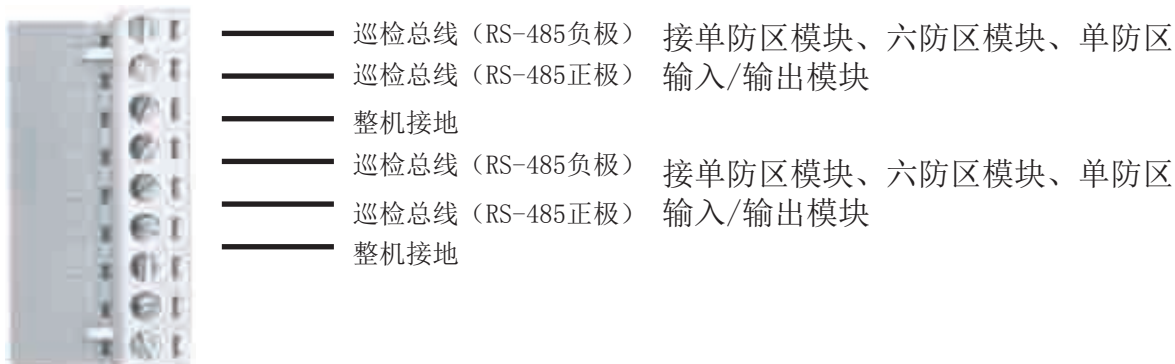 巡检总线（RS-485负极）
巡检总线（RS-485正极）
接单防区模块、六防区模块、单防区
输入/输出模块
整机接地
巡检总线（RS-485负极）
巡检总线（RS-485正极）
接单防区模块、六防区模块、单防区
输入/输出模块
整机接地